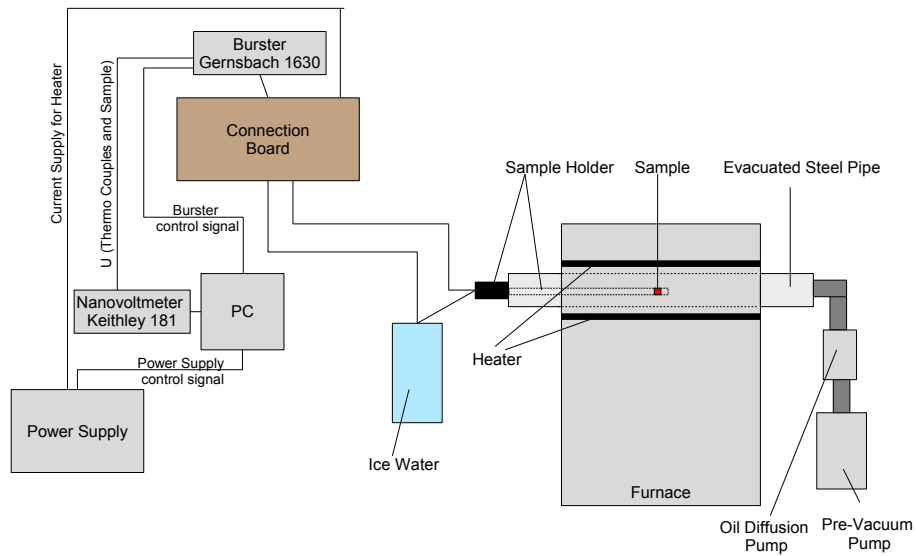 Burster
Gernsbach 1630
Current Supply for Heater
U (Thermo Couples and Sample)
Connection
Board
Sample Holder
Sample
Evacuated Steel Pipe
Burster
control signal
Nanovoltmeter
Keithley 181
PC
Heater
Power Supply
control signal
Power Supply
Ice Water
Furnace
Oil Diffusion
Pump
Pre-Vacuum
Pump